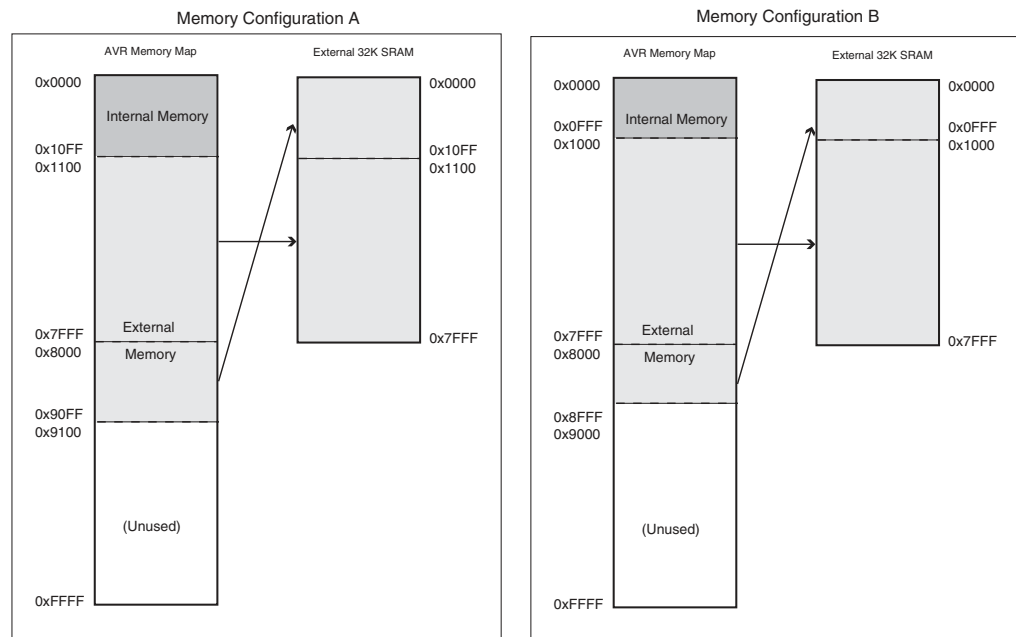 Memory Configuration A
AVR Memory Map
External 32K SRAM
0x0000
Internal Memory
0x10FF
0x1100
0x7FFF
0x8000
External
Memory
0x90FF
0x9100
(Unused)
0xFFFF
0x0000
0x10FF
0x1100
0x7FFF
Memory Configuration B
AVR Memory Map
External 32K SRAM
0x0000
Internal Memory
0x0FFF
0x1000
0x7FFF
0x8000
External
Memory
0x8FFF
0x9000
(Unused)
0xFFFF
0x0000
0x0FFF
0x1000
0x7FFF